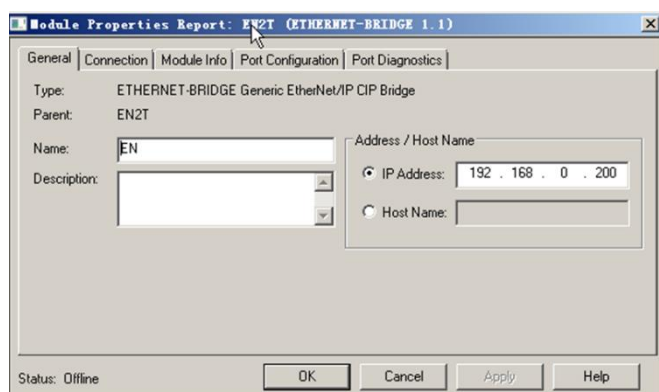 Module Properties Report: EN2T (ETHERNET-BRIDGE 1.1)
General Connection Module Info Port Configuration Port Diagnostics
Type: ETHERNET-BRIDGE Generic EtherNet/IP CIP Bridge
Parent: EN2T
Name: EN
Description:
Address / Host Name
IP Address: 192 . 168 . 0 . 200
Host Name:
Status: Offline
OK Cancel Apply Help